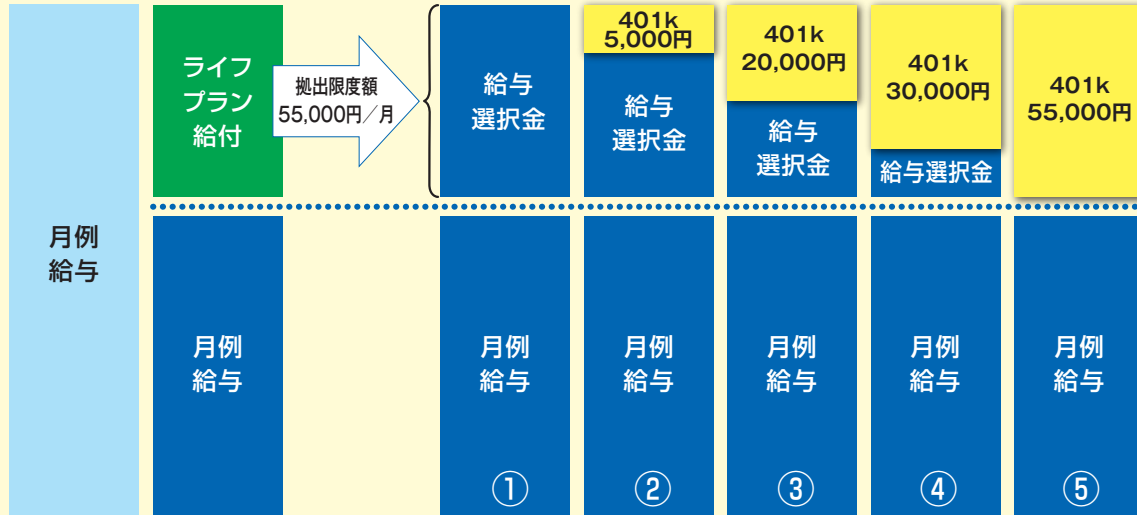 月例
給与
ライフ
プラン
給付
拠出限度額
55,000円／月
給与
選択金
401k
5,000円
給与
選択金
401k
20,000円
給与
選択金
401k
30,000円
給与選択金
401k
55,000円
月例
給与
月例
給与
①
月例
給与
②
月例
給与
③
月例
給与
④
月例
給与
⑤